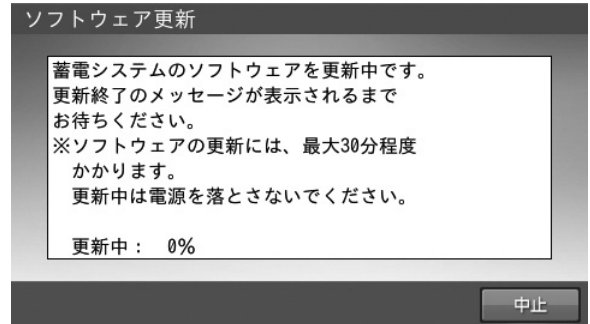 ソフトウェア更新
蓄電システムのソフトウェアを更新中です。
更新終了のメッセージが表示されるまで
お待ちください。
※ソフトウェアの更新には、最大30分程度
かかります。
更新中は電源を落とさないでください。
更新中： 0%
中止